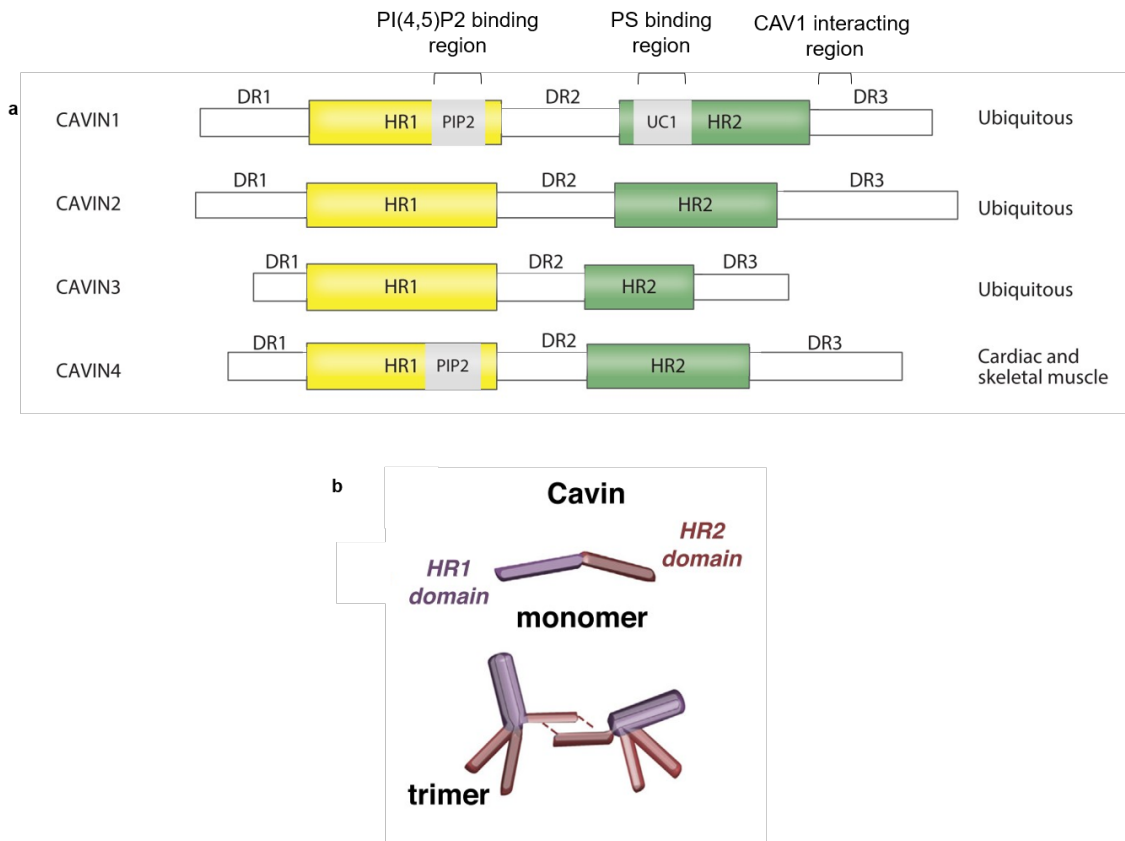 PI(4,5)P2 binding
region
PS binding
region
CAV1 interacting
region
a
CAVIN1
DR1
HR1
PIP2
DR2
UC1
HR2
DR3
Ubiquitous
CAVIN2
DR1
HR1
DR2
HR2
DR3
Ubiquitous
CAVIN3
DR1
HR1
DR2
HR2
DR3
Ubiquitous
CAVIN4
DR1
HR1
PIP2
DR2
HR2
DR3
Cardiac and
skeletal muscle
b
Cavin
HR1
domain
HR2
domain
monomer
trimer